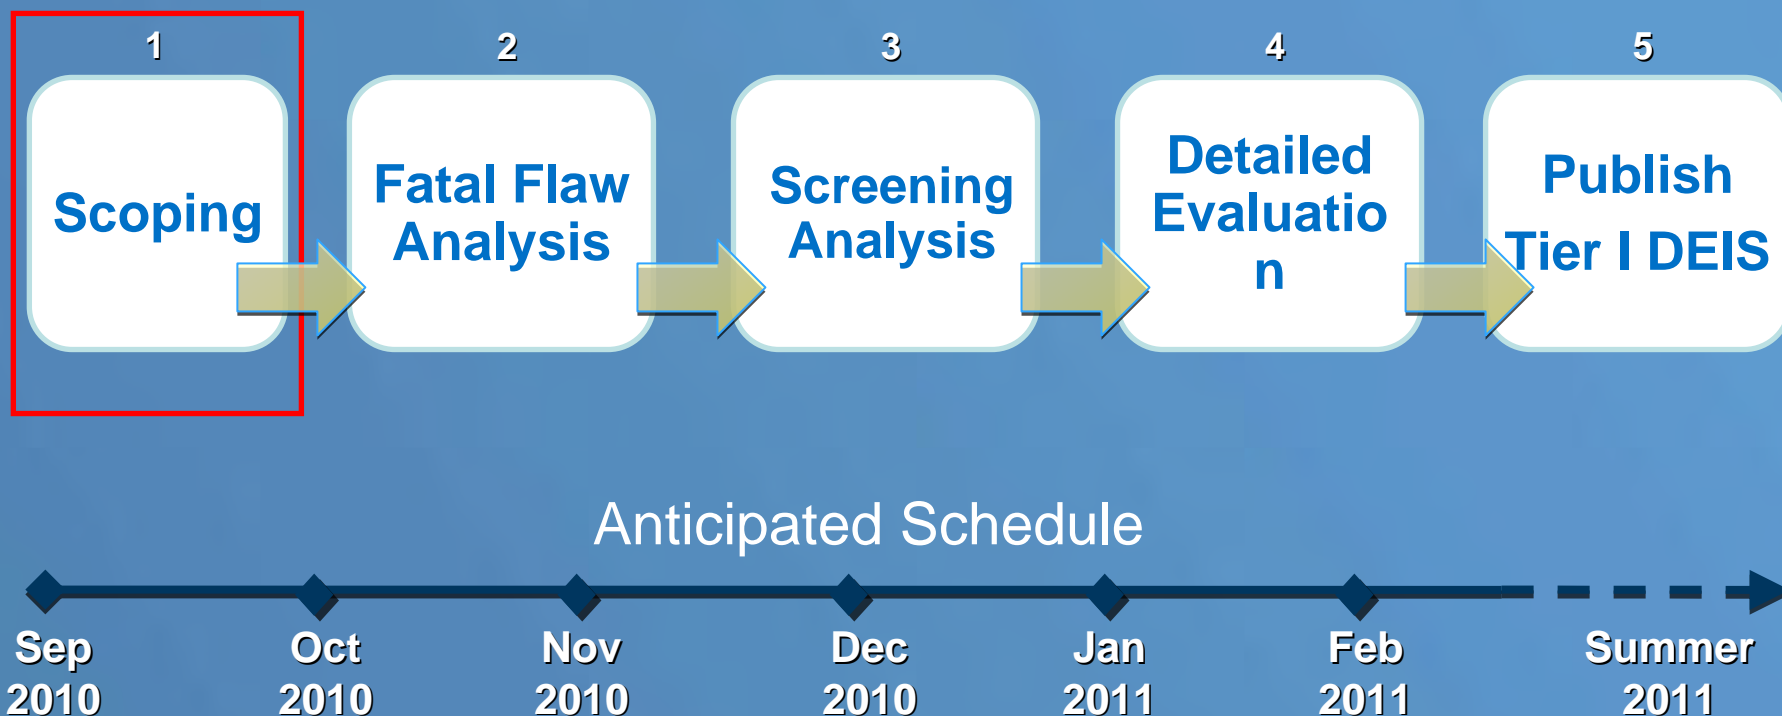 1
2
3
4
5
Scoping
Fatal Flaw
Analysis
Screening
Analysis
Detailed
Evaluatio
n
Publish
Tier I DEIS
Anticipated Schedule
Sep
2010
Oct
2010
Nov
2010
Dec
2010
Jan
2011
Feb
2011
Summer
2011